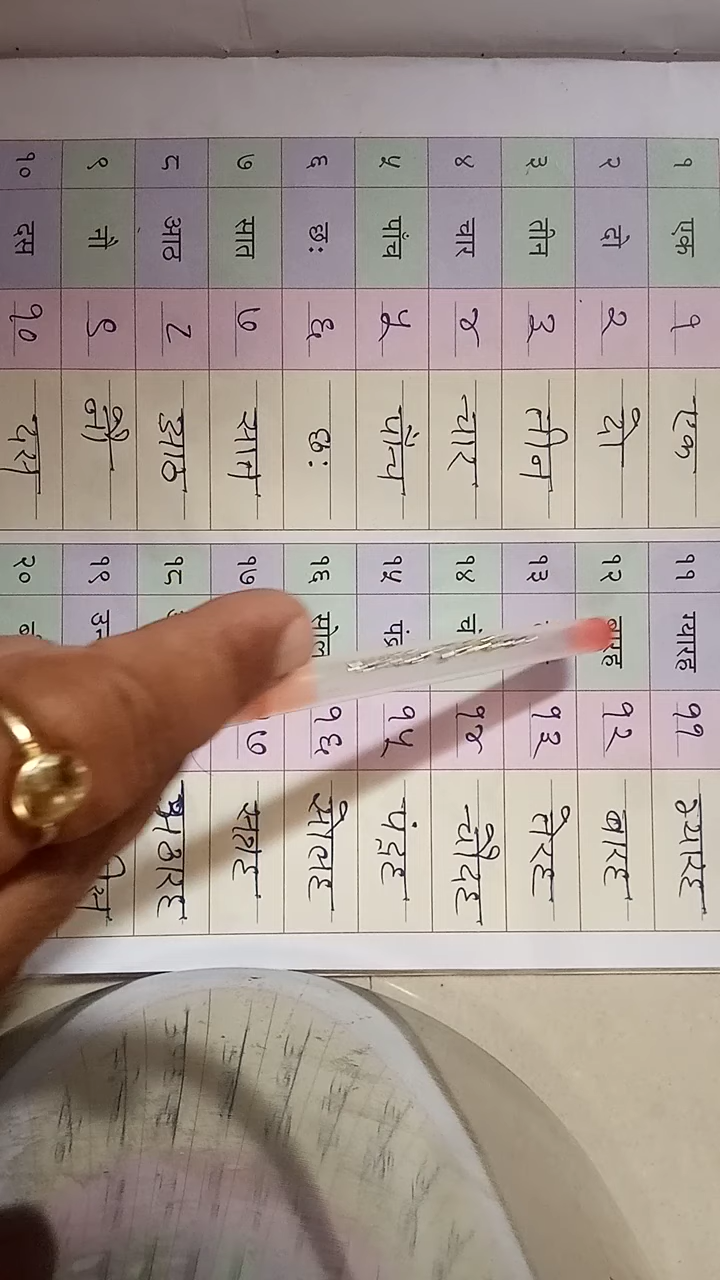 १ एक १ एक ११ ग्यारह ११ ग्यारह
२ दो २ दो १२ बारह १२ बारह
३ तीन ३ तीन १३ १३ तेरह
४ चार ४ चार १४ १४ चौदह
५ पांच ५ पाँच १५ १५ पंद्रह
६ छः ६ छः १६ १६ सोलह
७ सात ७ सात १७ सत्रह
८ आठ ८ आठ १८ अठारह
९ नौ ९ नौ १९
१० दस १० दस २०